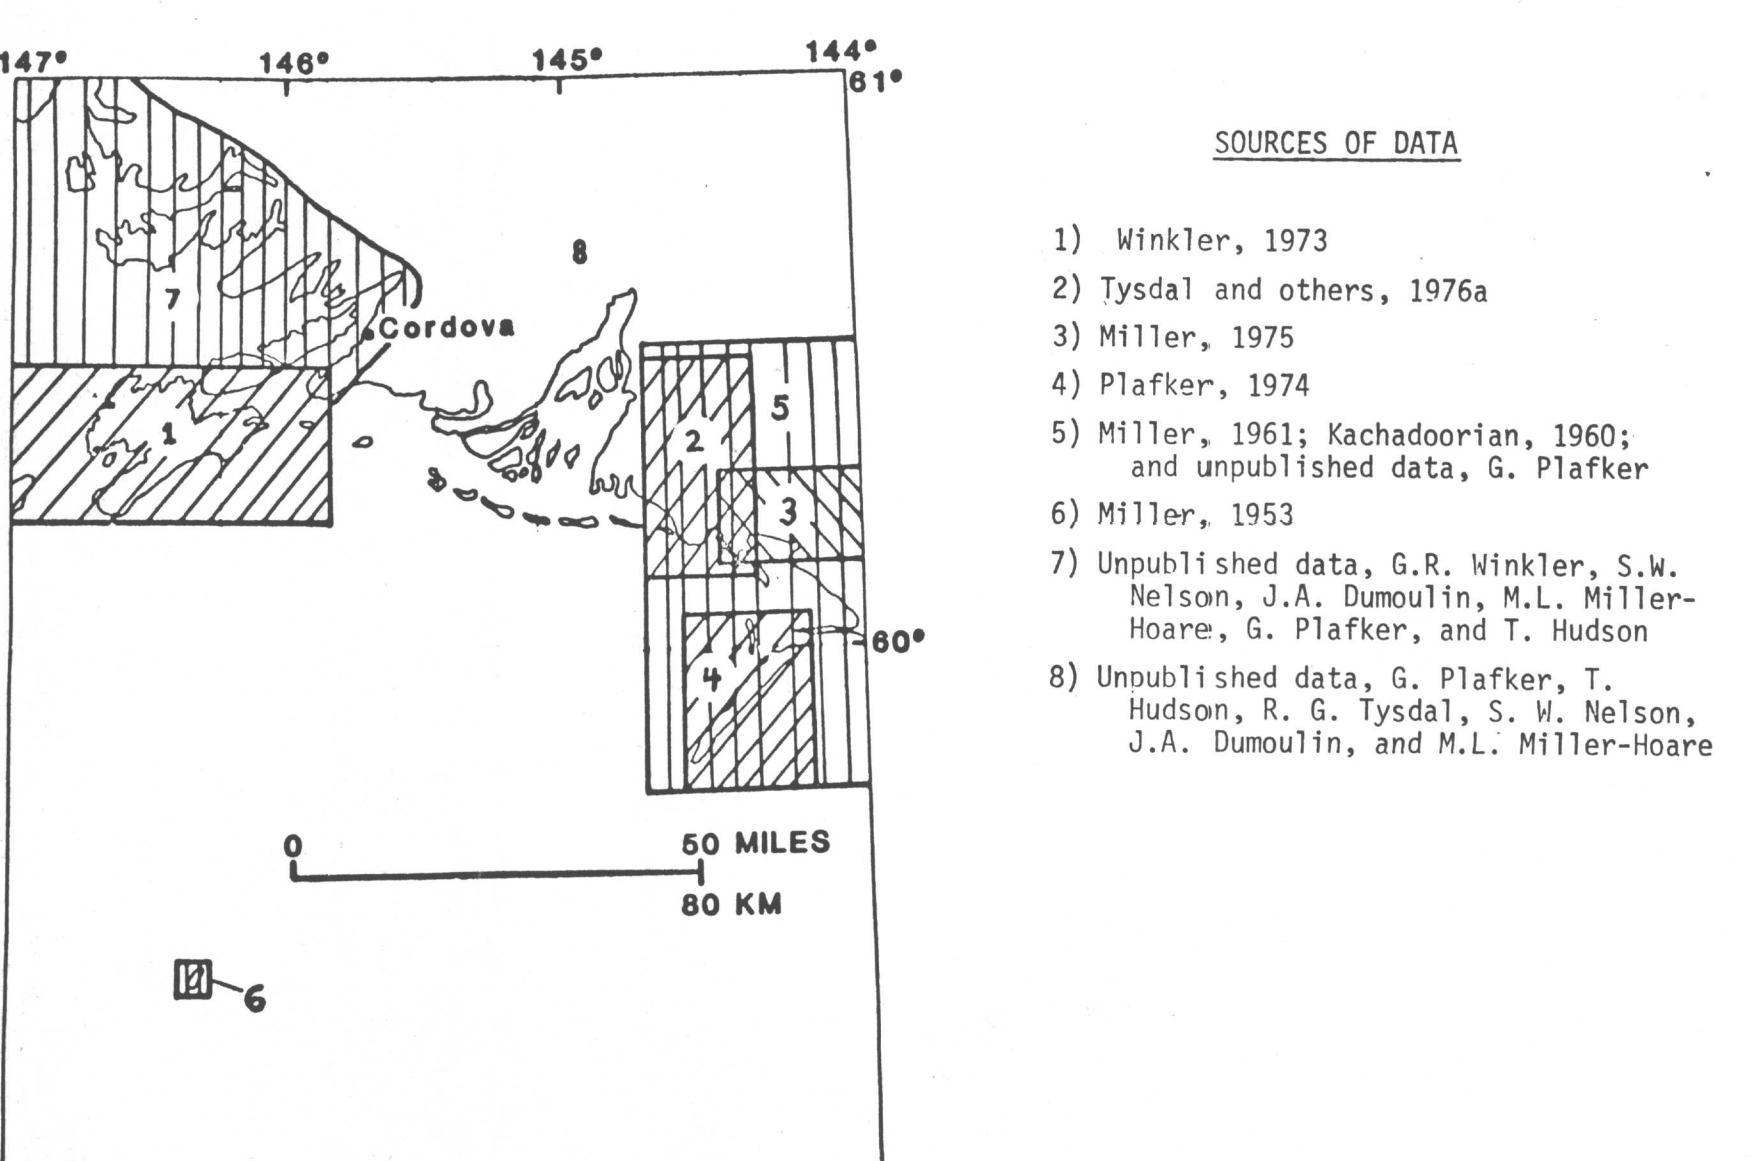 147° 146° 145° 144°
61°
8
7
Cordova
5
1
2
3
60°
4
0 50 MILES
80 KM
6
SOURCES OF DATA
1) Winkler, 1973
2) Tysdal and others, 1976a
3) Miller, 1975
4) Plafker, 1974
5) Miller, 1961; Kachadoorian, 1960;
and unpublished data, G. Plafker
6) Miller, 1953
7) Unpublished data, G.R. Winkler, S.W.
Nelson, J.A. Dumoulin, M.L. Miller-
Hoare, G. Plafker, and T. Hudson
8) Unpublished data, G. Plafker, T.
Hudson, R. G. Tysdal, S. W. Nelson,
J.A. Dumoulin, and M.L. Miller-Hoare